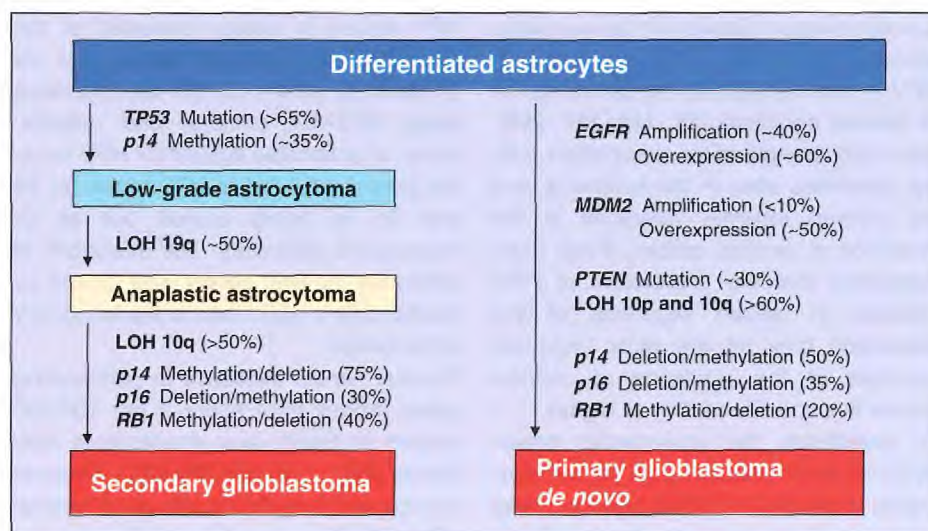 Differentiated astrocytes
TP53 Mutation (>65%)
p14 Methylation (~35%)
Low-grade astrocytoma
LOH 19q (~50%)
Anaplastic astrocytoma
LOH 10q (>50%)
p14 Methylation/deletion (75%)
p16 Deletion/methylation (30%)
RB1 Methylation/deletion (40%)
Secondary glioblastoma
EGFR Amplification (~40%)
Overexpression (~60%)
MDM2 Amplification (<10%)
Overexpression (~50%)
PTEN Mutation (~30%)
LOH 10p and 10q (>60%)
p14 Deletion/methylation (50%)
p16 Deletion/methylation (35%)
RB1 Methylation/deletion (20%)
Primary glioblastoma
de novo